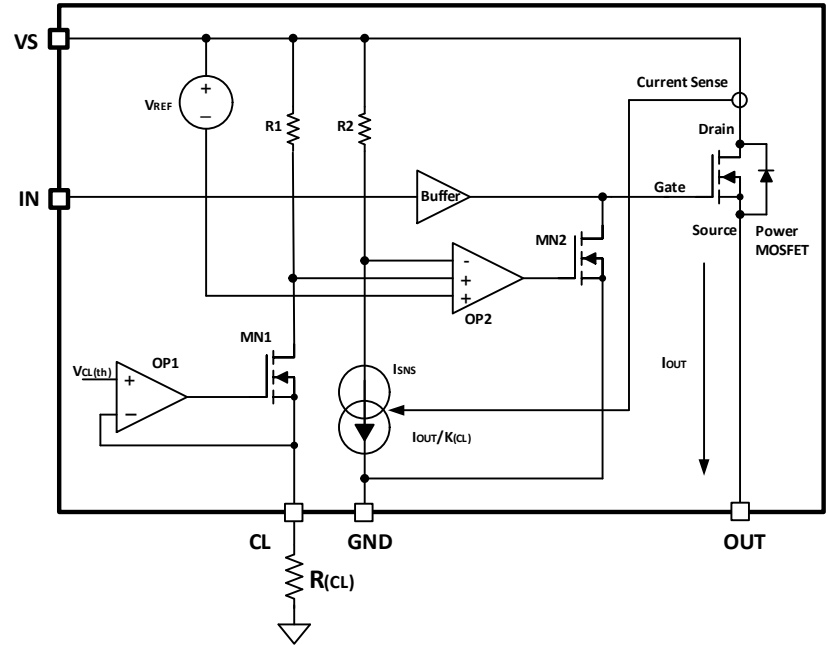 VS
Current Sense
+
VREF
−
R1
R2
Drain
IN
Buffer
Gate
MN2
Source
Power
MOSFET
-
+
+
OP2
MN1
OP1
VCL(th)
+
−
ISNS
IOUT
IOUT/K(CL)
CL
GND
OUT
R(CL)